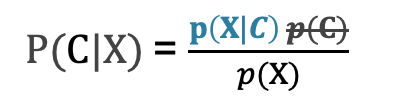 P(C|X) = p(X|C) p(C)
p(X)